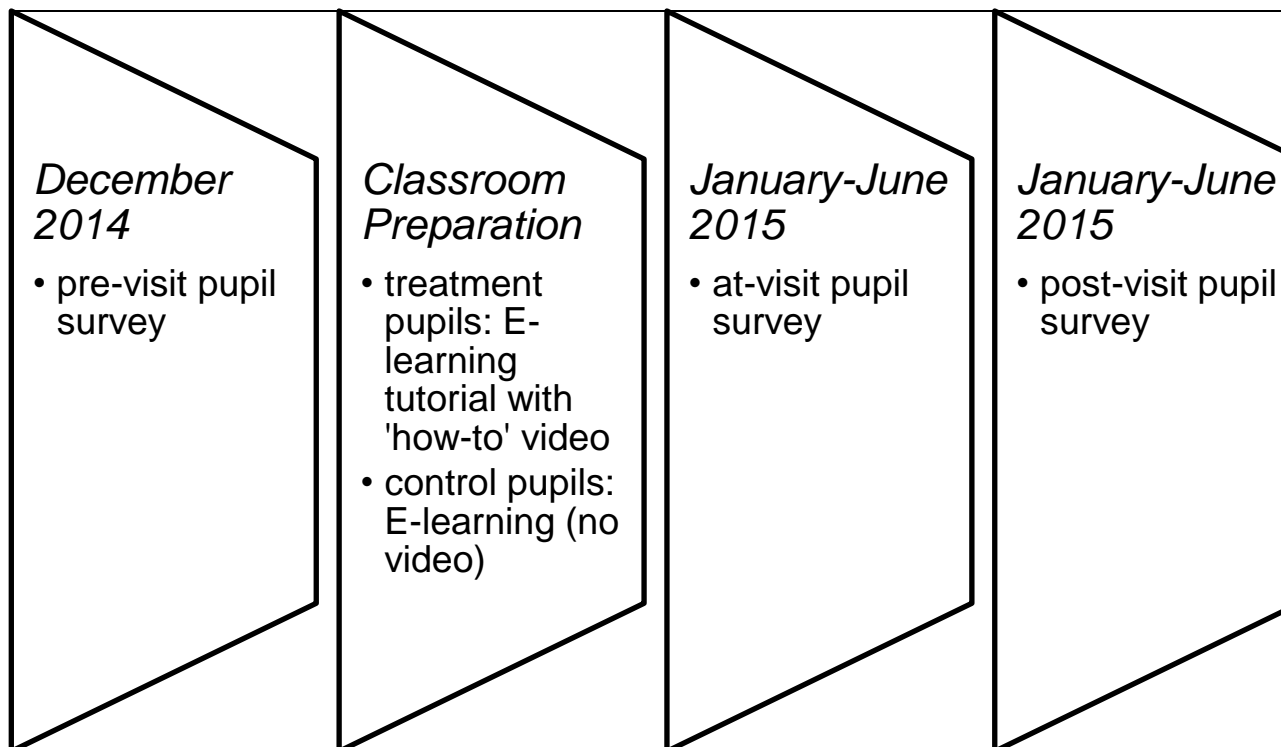 December
2014
• pre-visit pupil
survey
Classroom
Preparation
• treatment
pupils: E-
learning
tutorial with
'how-to' video
• control pupils:
E-learning (no
video)
January-June
2015
• at-visit pupil
survey
January-June
2015
• post-visit pupil
survey